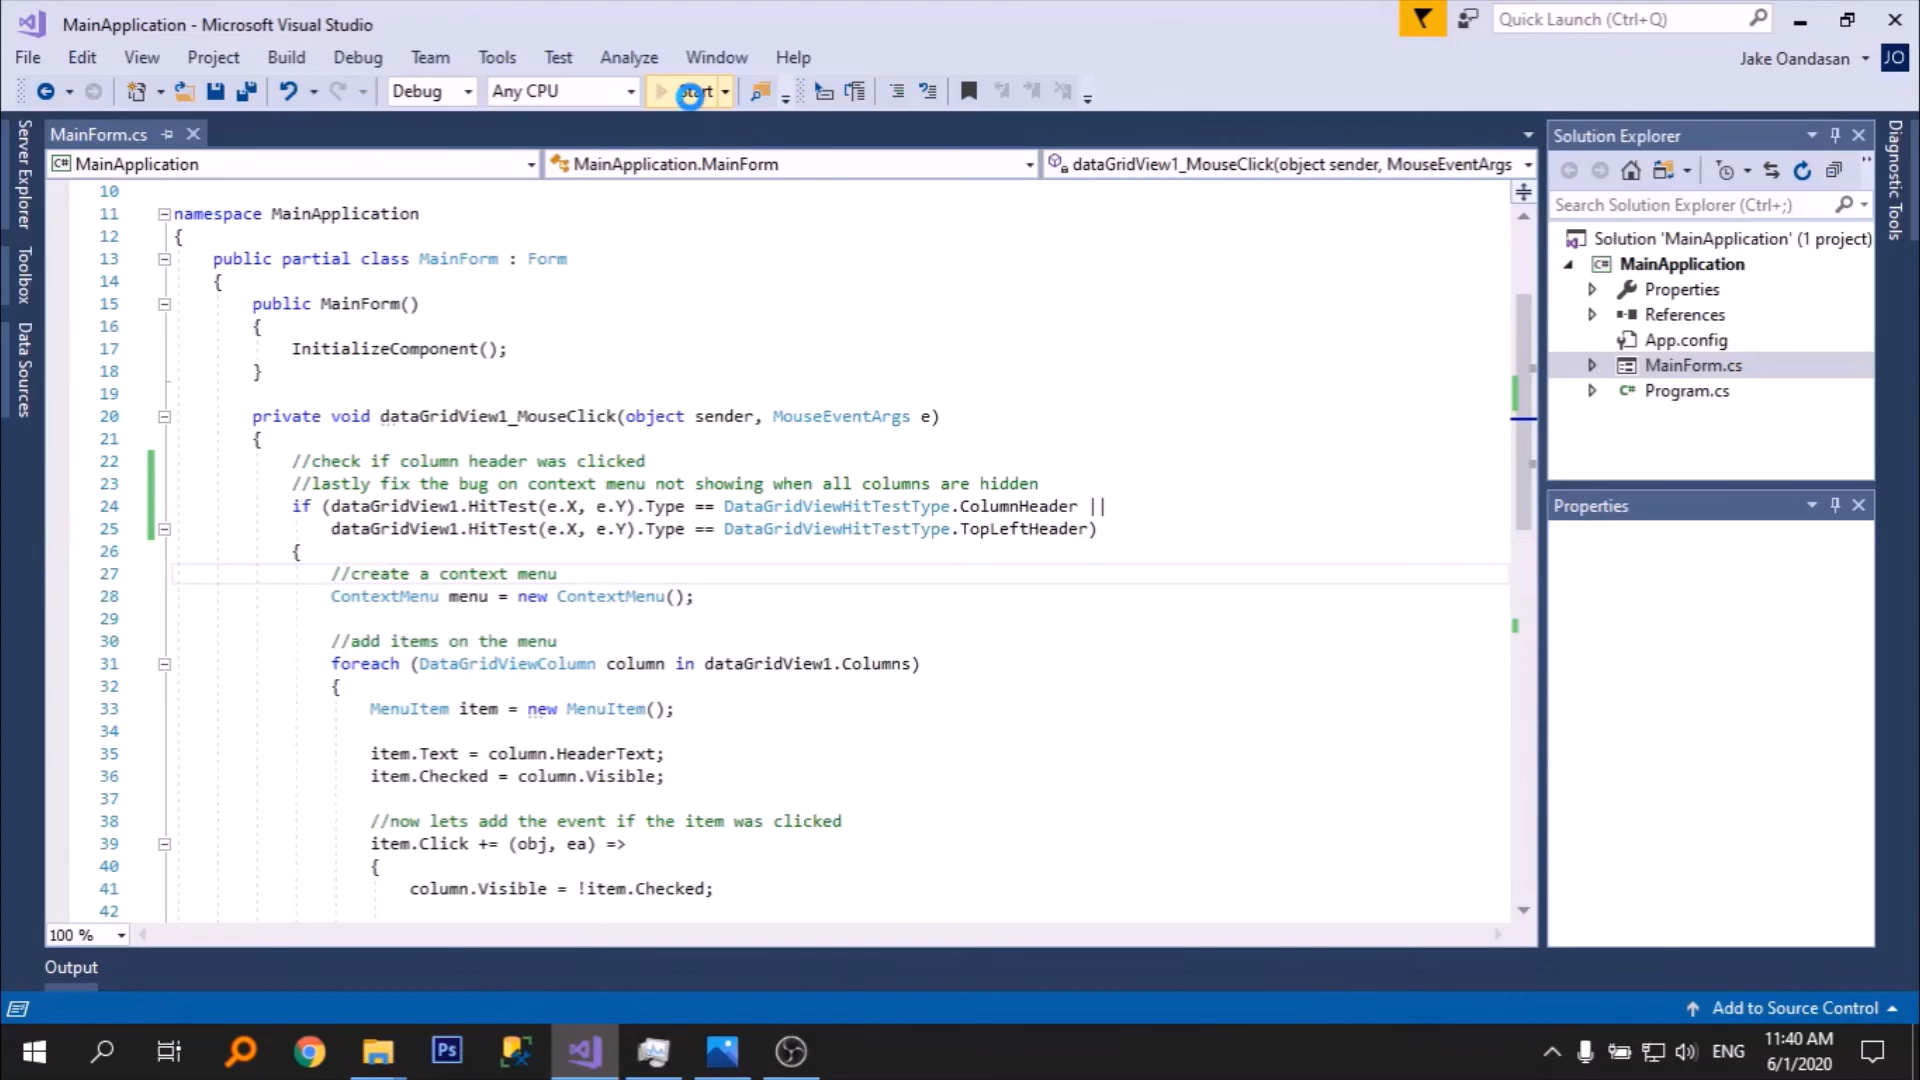 MainApplication - Microsoft Visual Studio
Quick Launch (Ctrl+Q)
File Edit View Project Build Debug Team Tools Test Analyze Window Help
Jake Oandasan JO
Debug Any CPU Start
Server Explorer
Toolbox
Data Sources
MainForm.cs
MainApplication MainApplication.MainForm dataGridView1_MouseClick(object sender, MouseEventArgs
10
11 namespace MainApplication
12 {
13 public partial class MainForm : Form
14 {
15 public MainForm()
16 {
17 InitializeComponent();
18 }
19
20 private void dataGridView1_MouseClick(object sender, MouseEventArgs e)
21 {
22 //check if column header was clicked
23 //lastly fix the bug on context menu not showing when all columns are hidden
24 if (dataGridView1.HitTest(e.X, e.Y).Type == DataGridViewHitTestType.ColumnHeader ||
25 dataGridView1.HitTest(e.X, e.Y).Type == DataGridViewHitTestType.TopLeftHeader)
26 {
27 //create a context menu
28 ContextMenu menu = new ContextMenu();
29
30 //add items on the menu
31 foreach (DataGridViewColumn column in dataGridView1.Columns)
32 {
33 MenuItem item = new MenuItem();
34
35 item.Text = column.HeaderText;
36 item.Checked = column.Visible;
37
38 //now lets add the event if the item was clicked
39 item.Click += (obj, ea) =>
40 {
41 column.Visible = !item.Checked;
42
100 %
Solution Explorer
Search Solution Explorer (Ctrl+;)
Solution 'MainApplication' (1 project)
C# MainApplication
Properties
References
App.config
MainForm.cs
C# Program.cs
Properties
Diagnostic Tools
Output
Add to Source Control
Ps
ENG
11:40 AM
6/1/2020